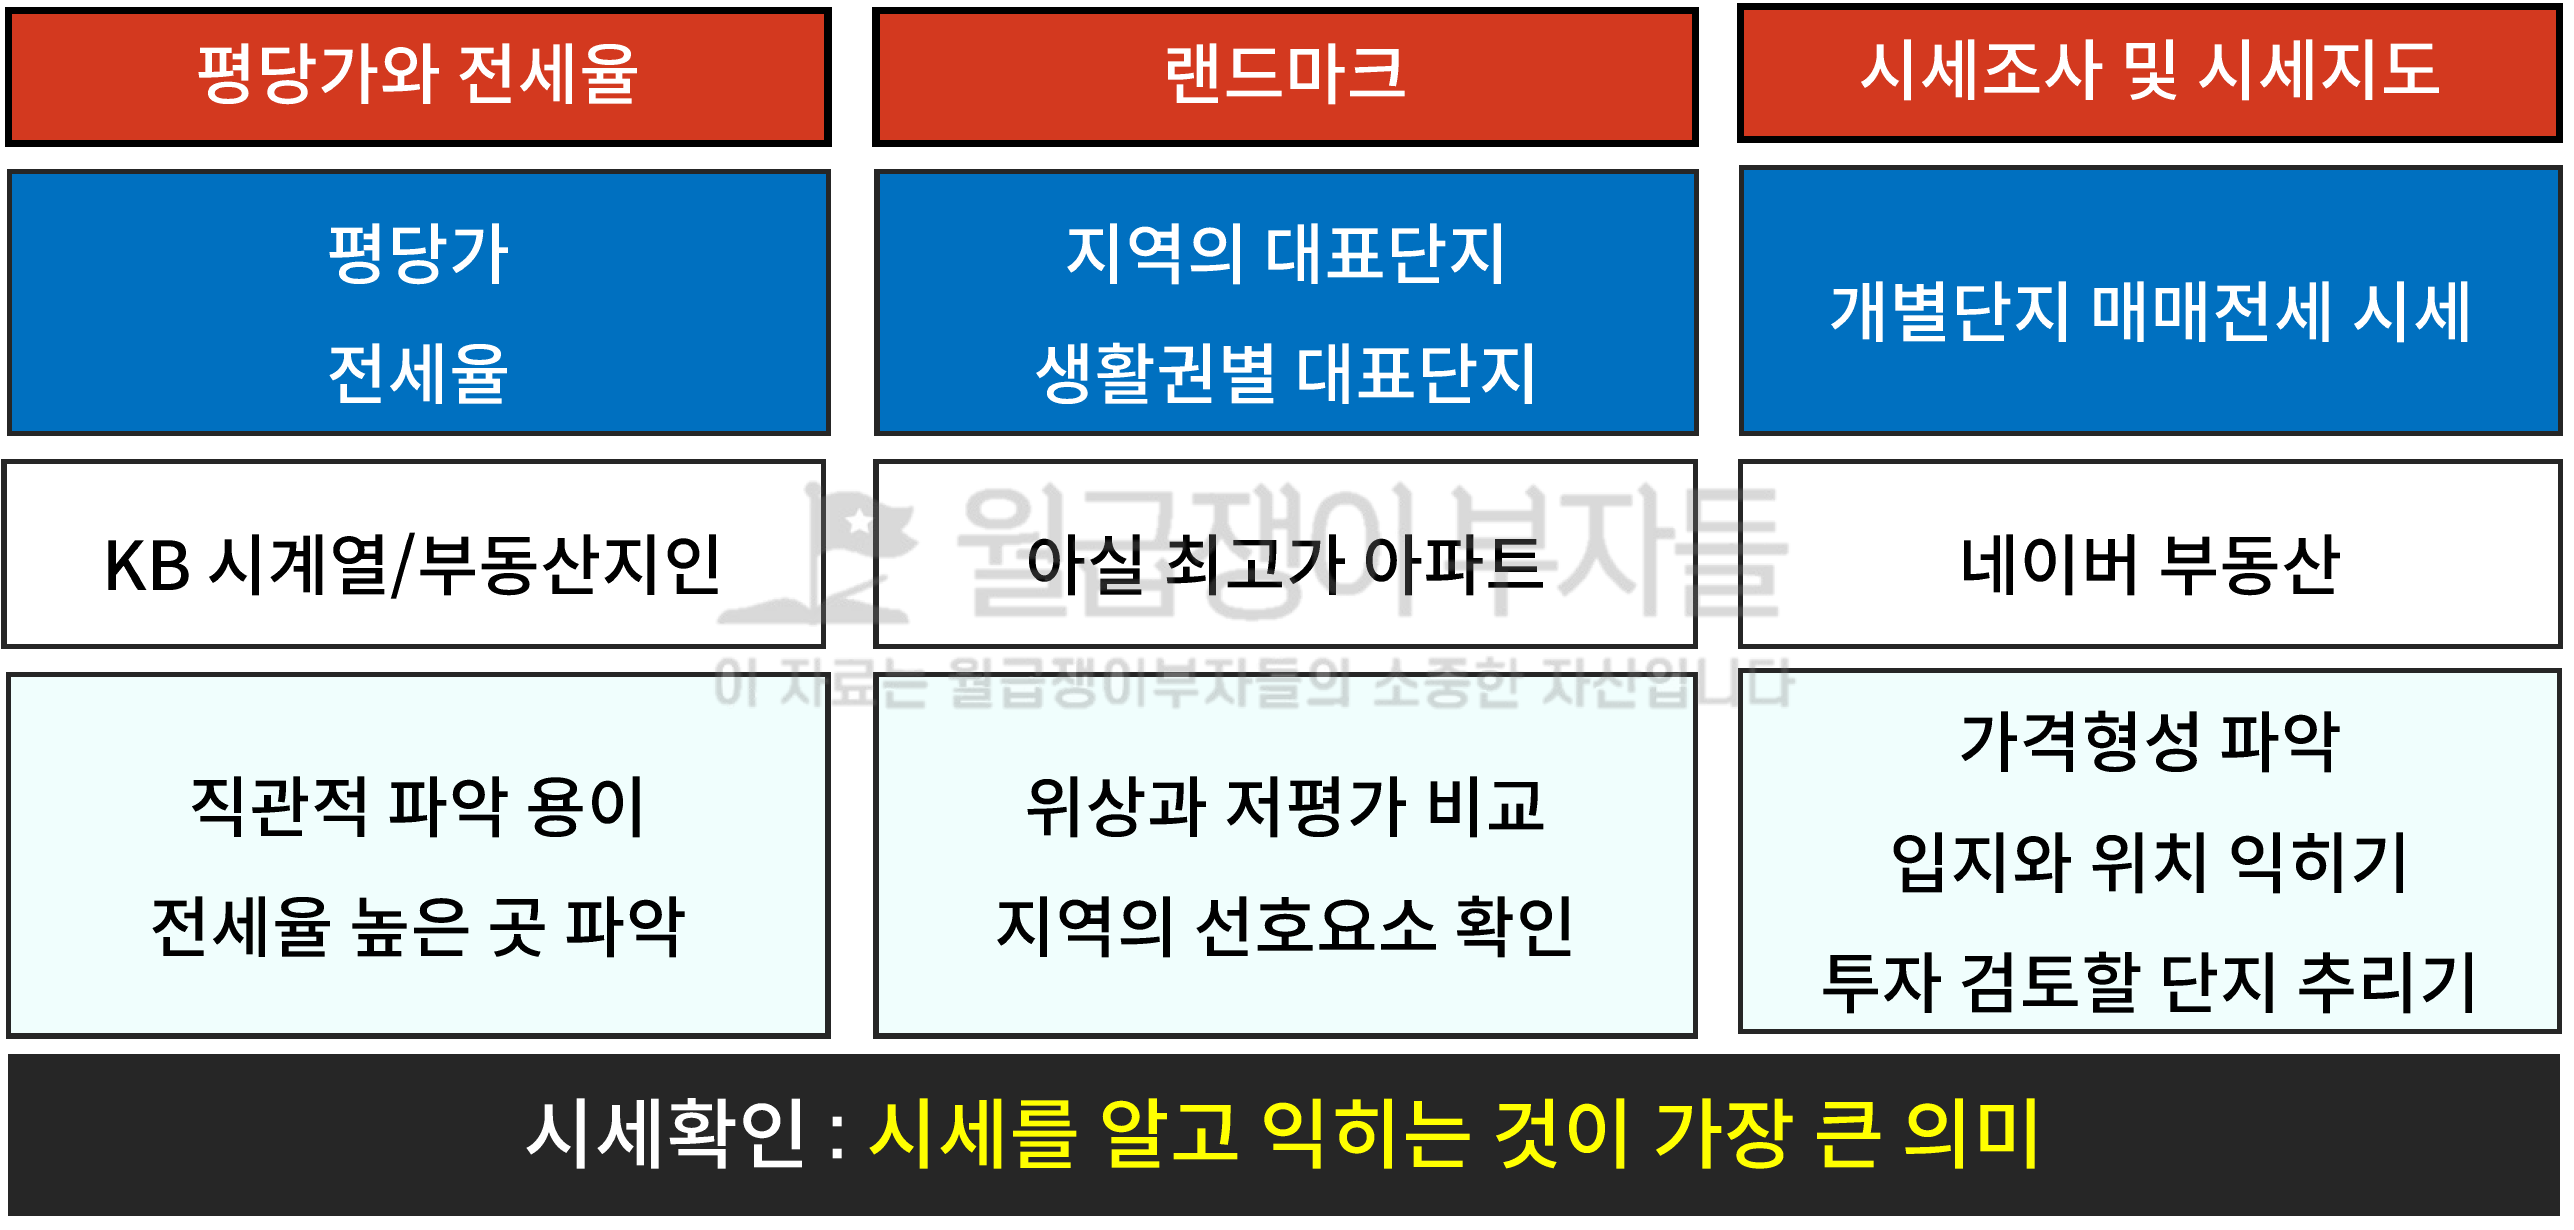 평당가와 전세율
랜드마크
시세조사 및 시세지도
평당가
전세율
지역의 대표단지
생활권별 대표단지
개별단지 매매전세 시세
KB 시계열/부동산지인
아실 최고가 아파트
네이버 부동산
월급쟁이부자들
이 자료는 월급쟁이부자들의 소중한 자산입니다
직관적 파악 용이
전세율 높은 곳 파악
위상과 저평가 비교
지역의 선호요소 확인
가격형성 파악
입지와 위치 익히기
투자 검토할 단지 추리기
시세확인 : 시세를 알고 익히는 것이 가장 큰 의미